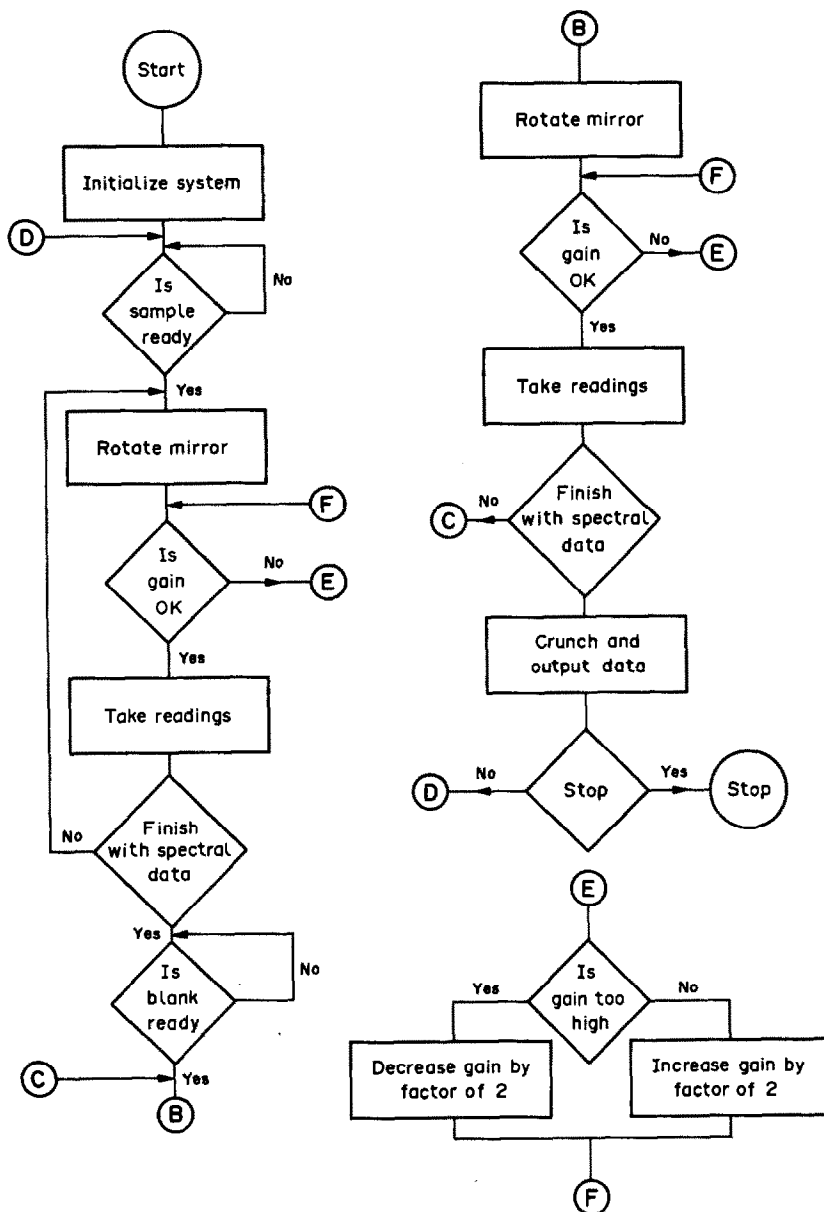 Start
Initialize system
D
No
Is
sample
ready
Yes
Rotate mirror
F
Is
gain
OK
No
E
Yes
Take readings
No
Finish
with spectral
data
Yes
No
Is
blank
ready
C
Yes
B
B
Rotate mirror
F
Is
gain
OK
No
E
Yes
Take readings
C
No
Finish
with spectral
data
Crunch and
output data
D
No
Stop
Yes
Stop
E
Is
gain too
high
Yes
No
Decrease gain by
factor of 2
Increase gain by
factor of 2
F